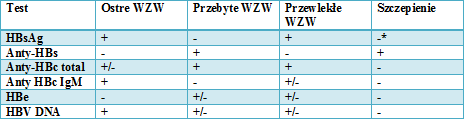 Test Ostre WZW Przebyte WZW Przewlekłe WZW Szczepienie
HBsAg + - + -*
Anty-HBs - + - +
Anty-HBc total +/- + + -
Anty HBc IgM + - +/- -
HBe - +/- +/- -
HBV DNA + +/- +/- -